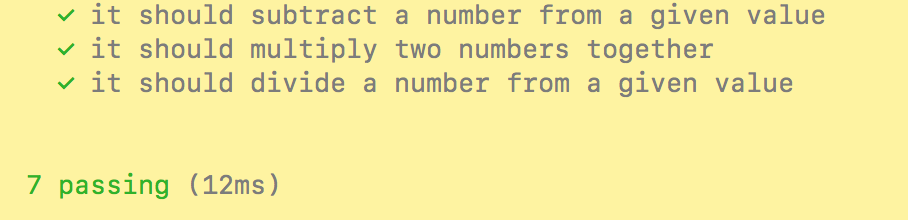 ✓ it should subtract a number from a given value
✓ it should multiply two numbers together
✓ it should divide a number from a given value
7 passing (12ms)